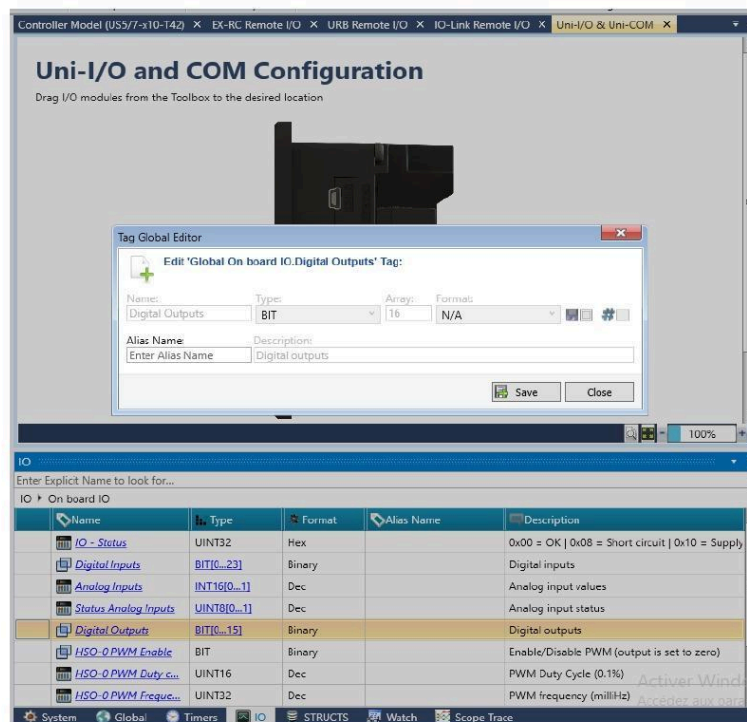 Controller Model (US5/7-x10-T42) × EX-RC Remote I/O × URB Remote I/O × IO-Link Remote I/O × Uni-I/O & Uni-COM ×
Uni-I/O and COM Configuration
Drag I/O modules from the Toolbox to the desired location
Tag Global Editor
Edit 'Global On board IO.Digital Outputs' Tag:
Name: Type: Array: Format:
Digital Outputs BIT 16 N/A #
Alias Name: Description:
Enter Alias Name Digital outputs
Save Close
- 100% +
IO
Enter Explicit Name to look for...
IO On board IO
Name Type Format Alias Name Description
IO - Status UINT32 Hex 0x00 = OK | 0x08 = Short circuit | 0x10 = Supply
Digital Inputs BIT[0...23] Binary Digital inputs
Analog Inputs INT16[0...1] Dec Analog input values
Status Analog Inputs UINT8[0...1] Dec Analog input status
Digital Outputs BIT[0...15] Binary Digital outputs
HSO-0 PWM Enable BIT Binary Enable/Disable PWM (output is set to zero)
HSO-0 PWM Duty c... UINT16 Dec PWM Duty Cycle (0.1%)
HSO-0 PWM Freque... UINT32 Dec PWM frequency (milliHz)
Activer Wind
Accédez aux para
System Global Timers IO STRUCTS Watch Scope Trace